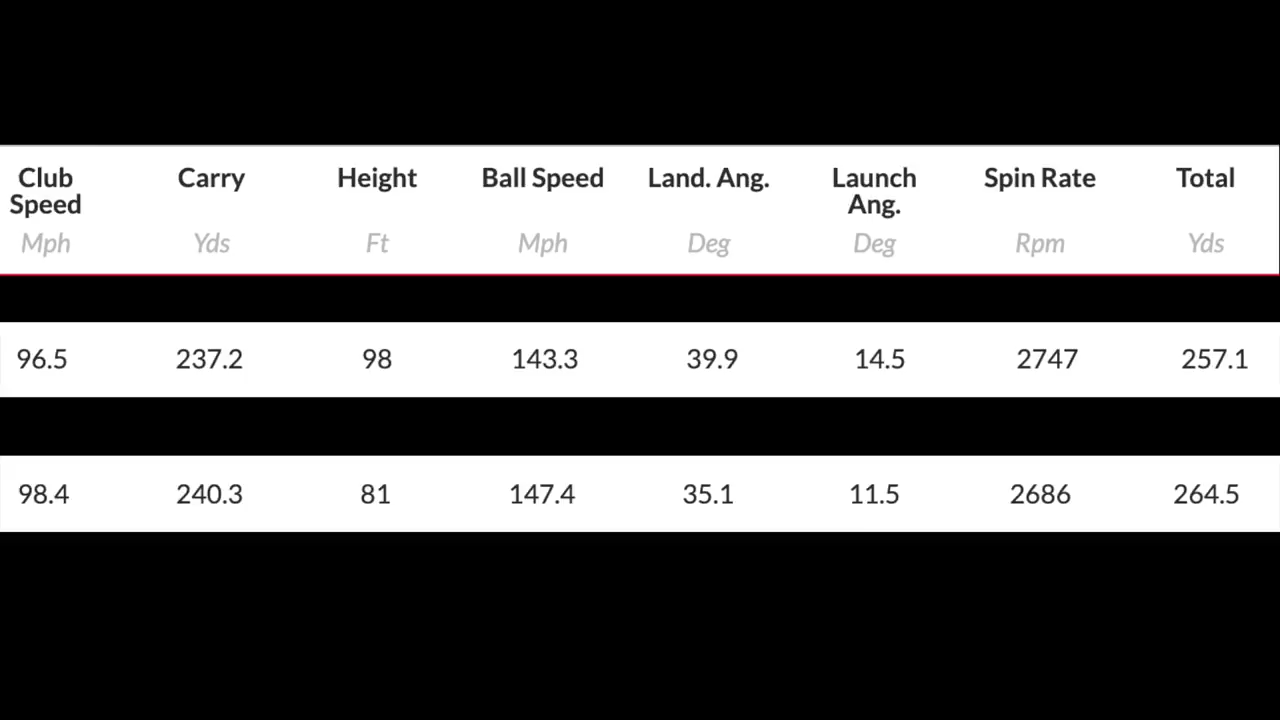 Club Speed Carry Height Ball Speed Land. Ang. Launch Ang. Spin Rate Total
Mph Yds Ft Mph Deg Deg Rpm Yds
96.5 237.2 98 143.3 39.9 14.5 2747 257.1
98.4 240.3 81 147.4 35.1 11.5 2686 264.5